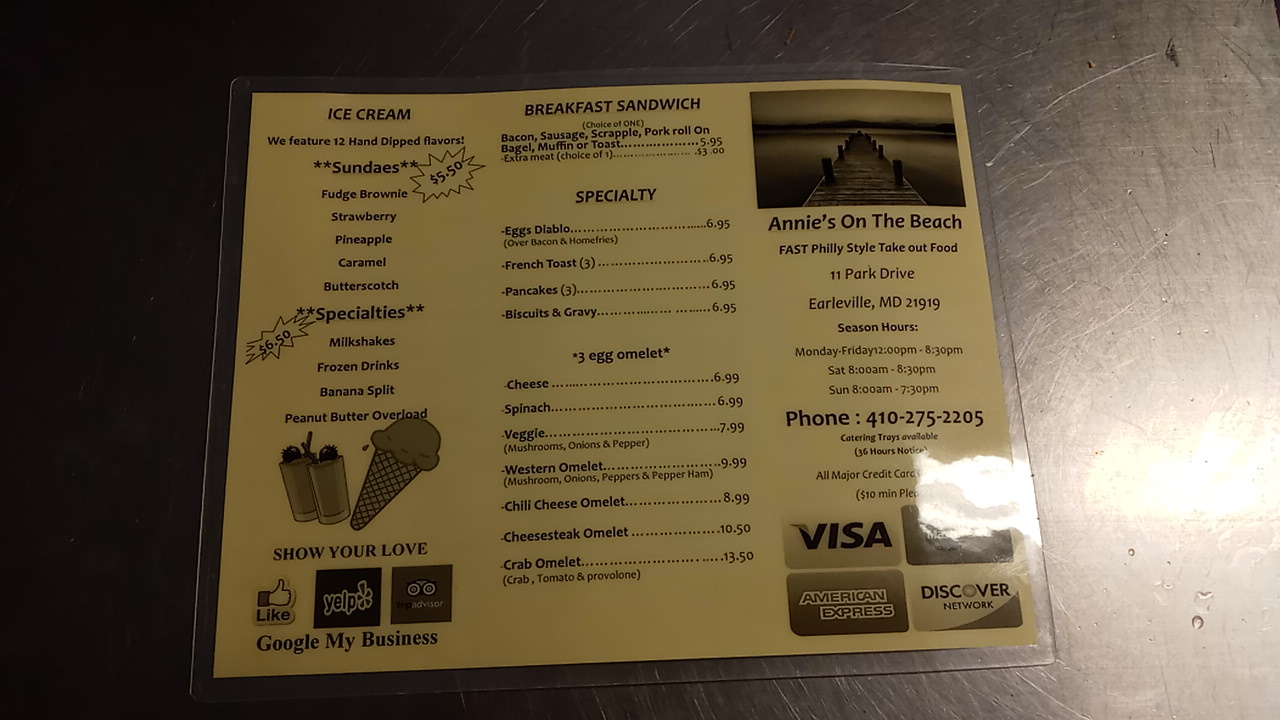 ICE CREAM
We feature 12 Hand Dipped flavors!
**Sundaes**
$5.50
Fudge Brownie
Strawberry
Pineapple
Caramel
Butterscotch
**Specialties**
$6.50
Milkshakes
Frozen Drinks
Banana Split
Peanut Butter Overload
SHOW YOUR LOVE
Like
yelp
tripadvisor
Google My Business
BREAKFAST SANDWICH
(Choice of ONE)
Bacon, Sausage, Scrapple, Pork roll On
Bagel, Muffin or Toast..................5.95
-Extra meat (choice of 1)........................$3.00
SPECIALTY
-Eggs Diablo..............................6.95
(Over Bacon & Homefries)
-French Toast (3)........................6.95
-Pancakes (3)............................6.95
-Biscuits & Gravy........................6.95
*3 egg omelet*
-Cheese ..................................6.99
-Spinach..................................6.99
-Veggie...................................7.99
(Mushrooms, Onions & Pepper)
-Western Omelet........................9.99
(Mushroom, Onions, Peppers & Pepper Ham)
-Chili Cheese Omelet.................. 8.99
-Cheesesteak Omelet ..................10.50
-Crab Omelet...........................13.50
(Crab , Tomato & provolone)
Annie's On The Beach
FAST Philly Style Take out Food
11 Park Drive
Earleville, MD 21919
Season Hours:
Monday-Friday12:00pm - 8:30pm
Sat 8:00am - 8:30pm
Sun 8:00am - 7:30pm
Phone : 410-275-2205
Catering Trays available
(36 Hours Notice)
All Major Credit Card
($10 min
VISA
AMERICAN EXPRESS
DISCOVER
NETWORK